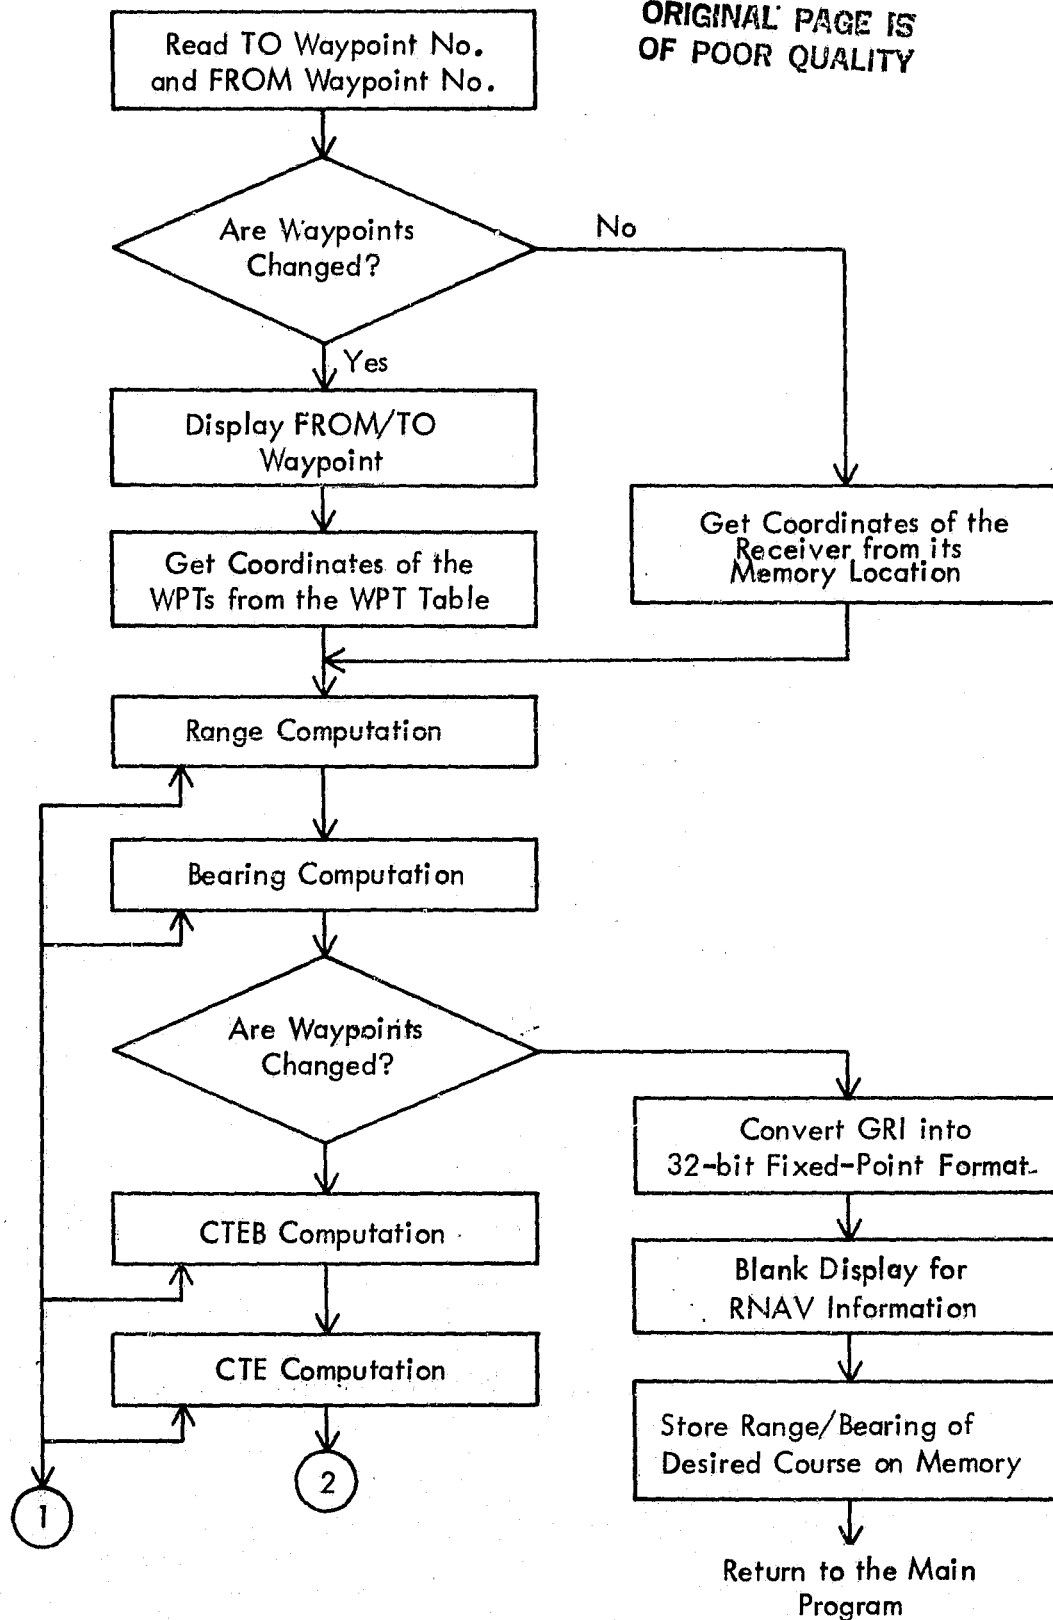 ORIGINAL PAGE IS
OF POOR QUALITY
Read TO Waypoint No.
and FROM Waypoint No.
Are Waypoints
Changed?
No
Yes
Display FROM/TO
Waypoint
Get Coordinates of the
WPTs from the WPT Table
Get Coordinates of the
Receiver from its
Memory Location
Range Computation
Bearing Computation
Are Waypoints
Changed?
Convert GRI into
32-bit Fixed-Point Format
CTEB Computation
Blank Display for
RNAV Information
CTE Computation
Store Range/Bearing of
Desired Course on Memory
2
1
Return to the Main
Program